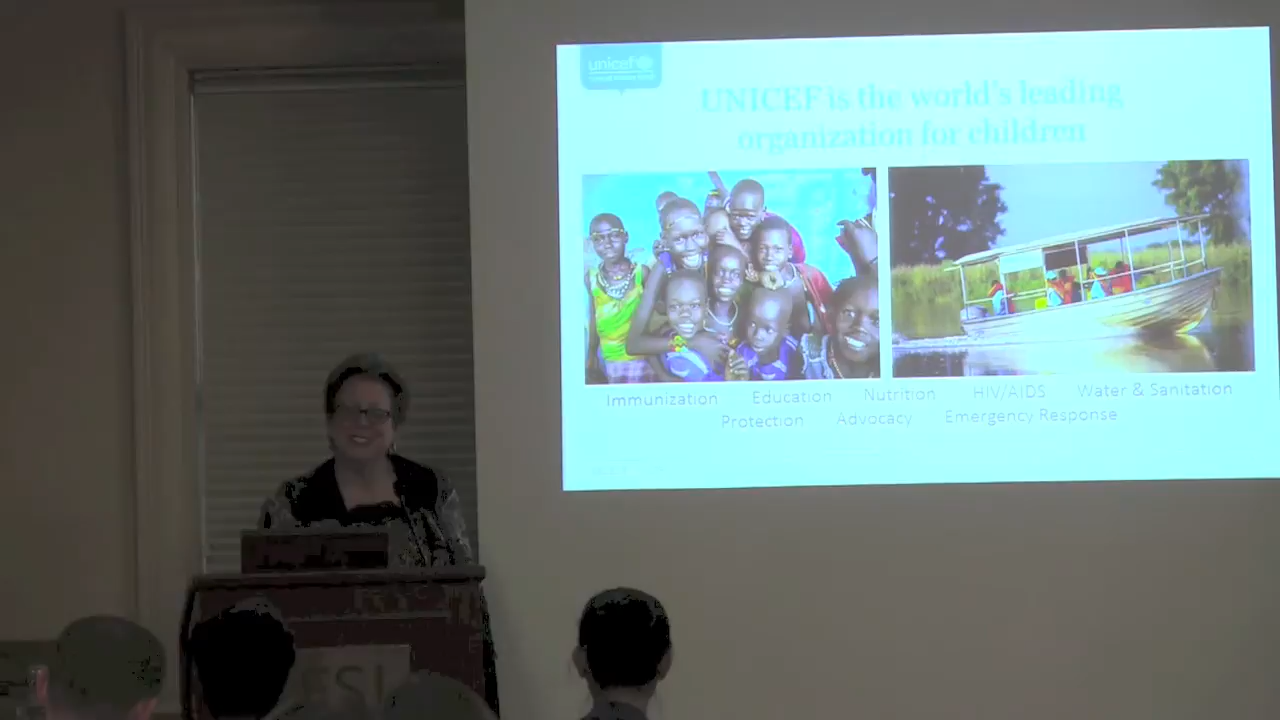 unicef
UNICEF is the world's leading
organization for children
Immunization Education Nutrition HIV/AIDS Water & Sanitation
Protection Advocacy Emergency Response